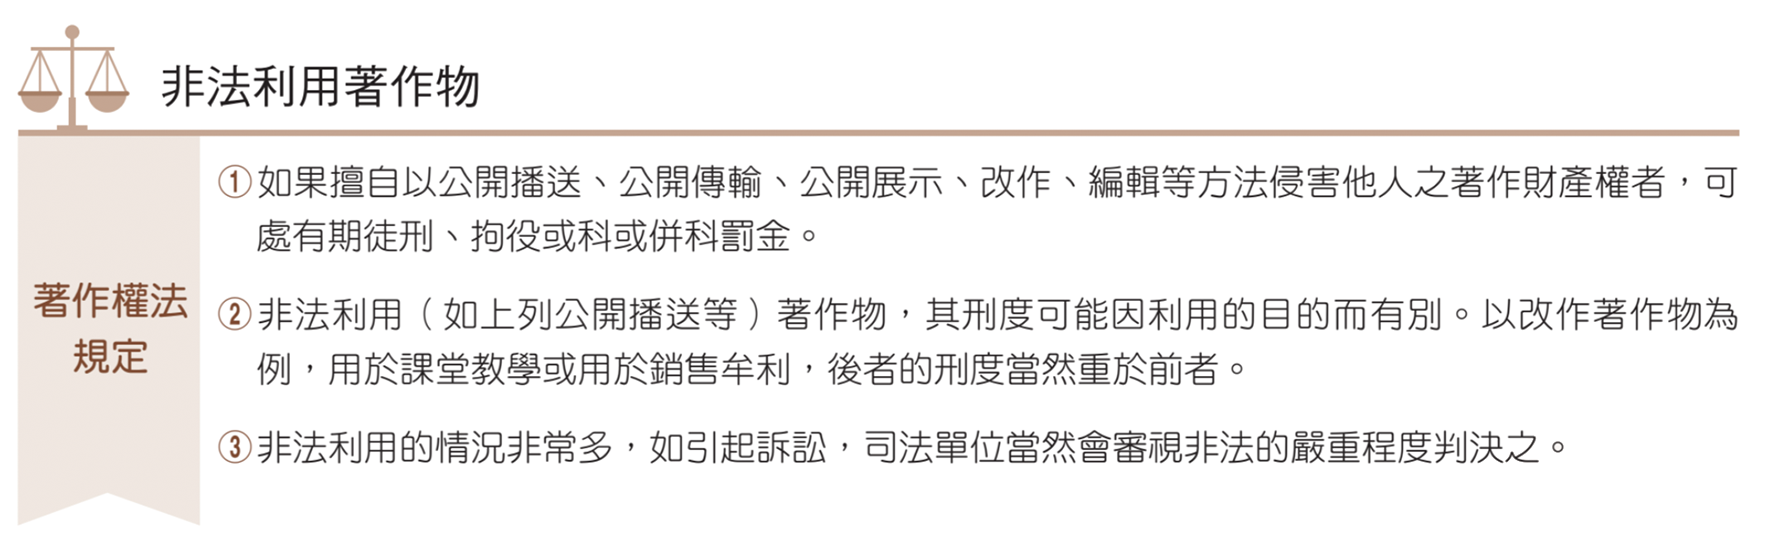 非法利用著作物
著作權法
規定
①如果擅自以公開播送、公開傳輸、公開展示、改作、編輯等方法侵害他人之著作財產權者，可
處有期徒刑、拘役或科或併科罰金。
②非法利用（如上列公開播送等）著作物，其刑度可能因利用的目的而有別。以改作著作物為
例，用於課堂教學或用於銷售牟利，後者的刑度當然重於前者。
③非法利用的情況非常多，如引起訴訟，司法單位當然會審視非法的嚴重程度判決之。